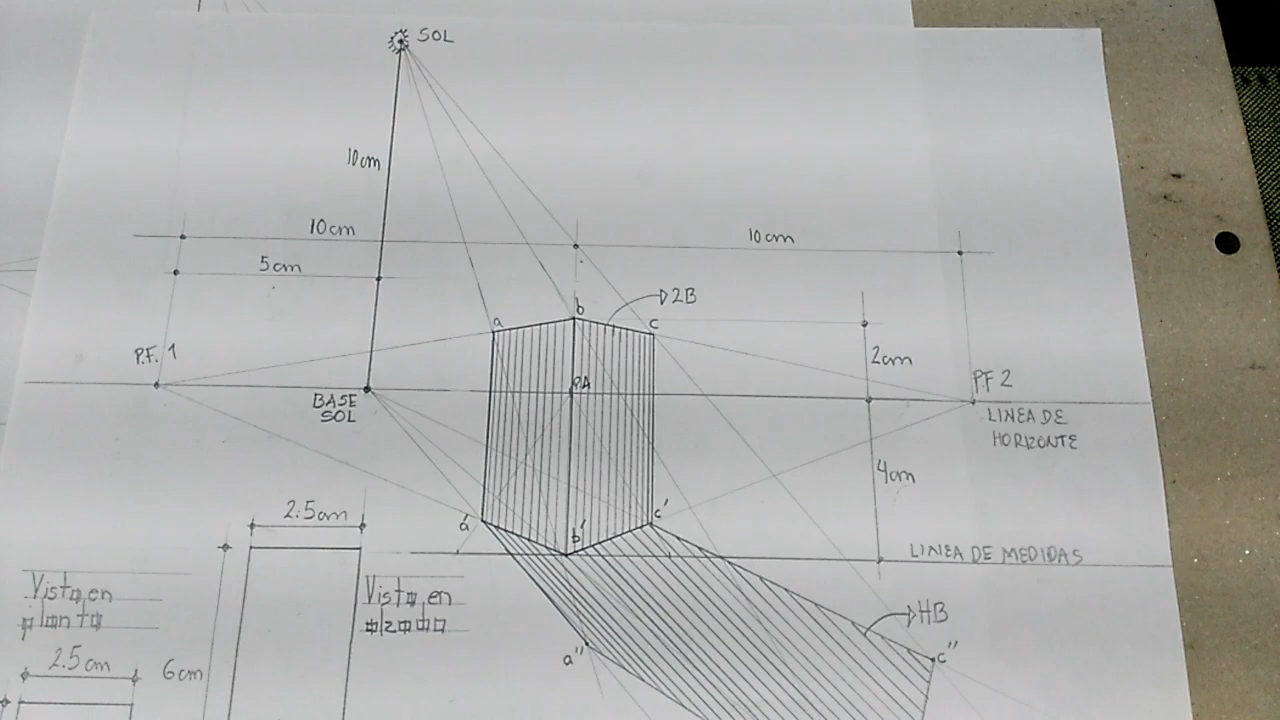 SOL
10cm
10cm
10cm
5cm
2B
a
b
c
P.F. 1
2cm
P.A
PF 2
BASE
SOL
LINEA DE
HORIZONTE
4cm
2.5cm
a'
b'
c'
LINEA DE MEDIDAS
Vista en
planta
Vista en
alzado
HB
2.5cm
6cm
a"
c"